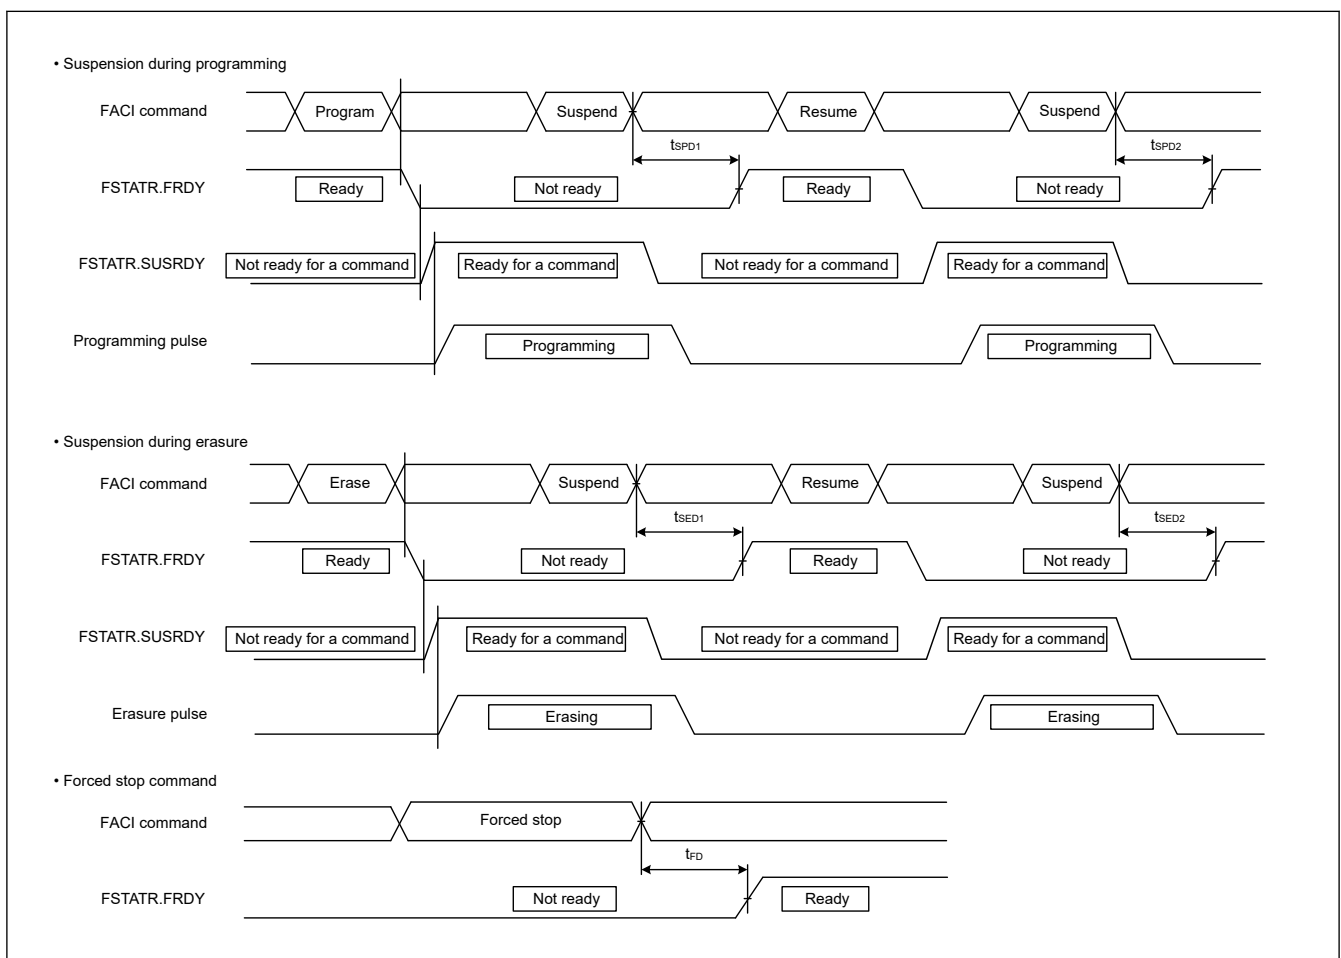 • Suspension during programming
FACI command Program Suspend Resume Suspend
tSPD1 tSPD2
FSTATR.FRDY Ready Not ready Ready Not ready
FSTATR.SUSRDY Not ready for a command Ready for a command Not ready for a command Ready for a command
Programming pulse Programming Programming
• Suspension during erasure
FACI command Erase Suspend Resume Suspend
tSED1 tSED2
FSTATR.FRDY Ready Not ready Ready Not ready
FSTATR.SUSRDY Not ready for a command Ready for a command Not ready for a command Ready for a command
Erasure pulse Erasing Erasing
• Forced stop command
FACI command Forced stop
tFD
FSTATR.FRDY Not ready Ready